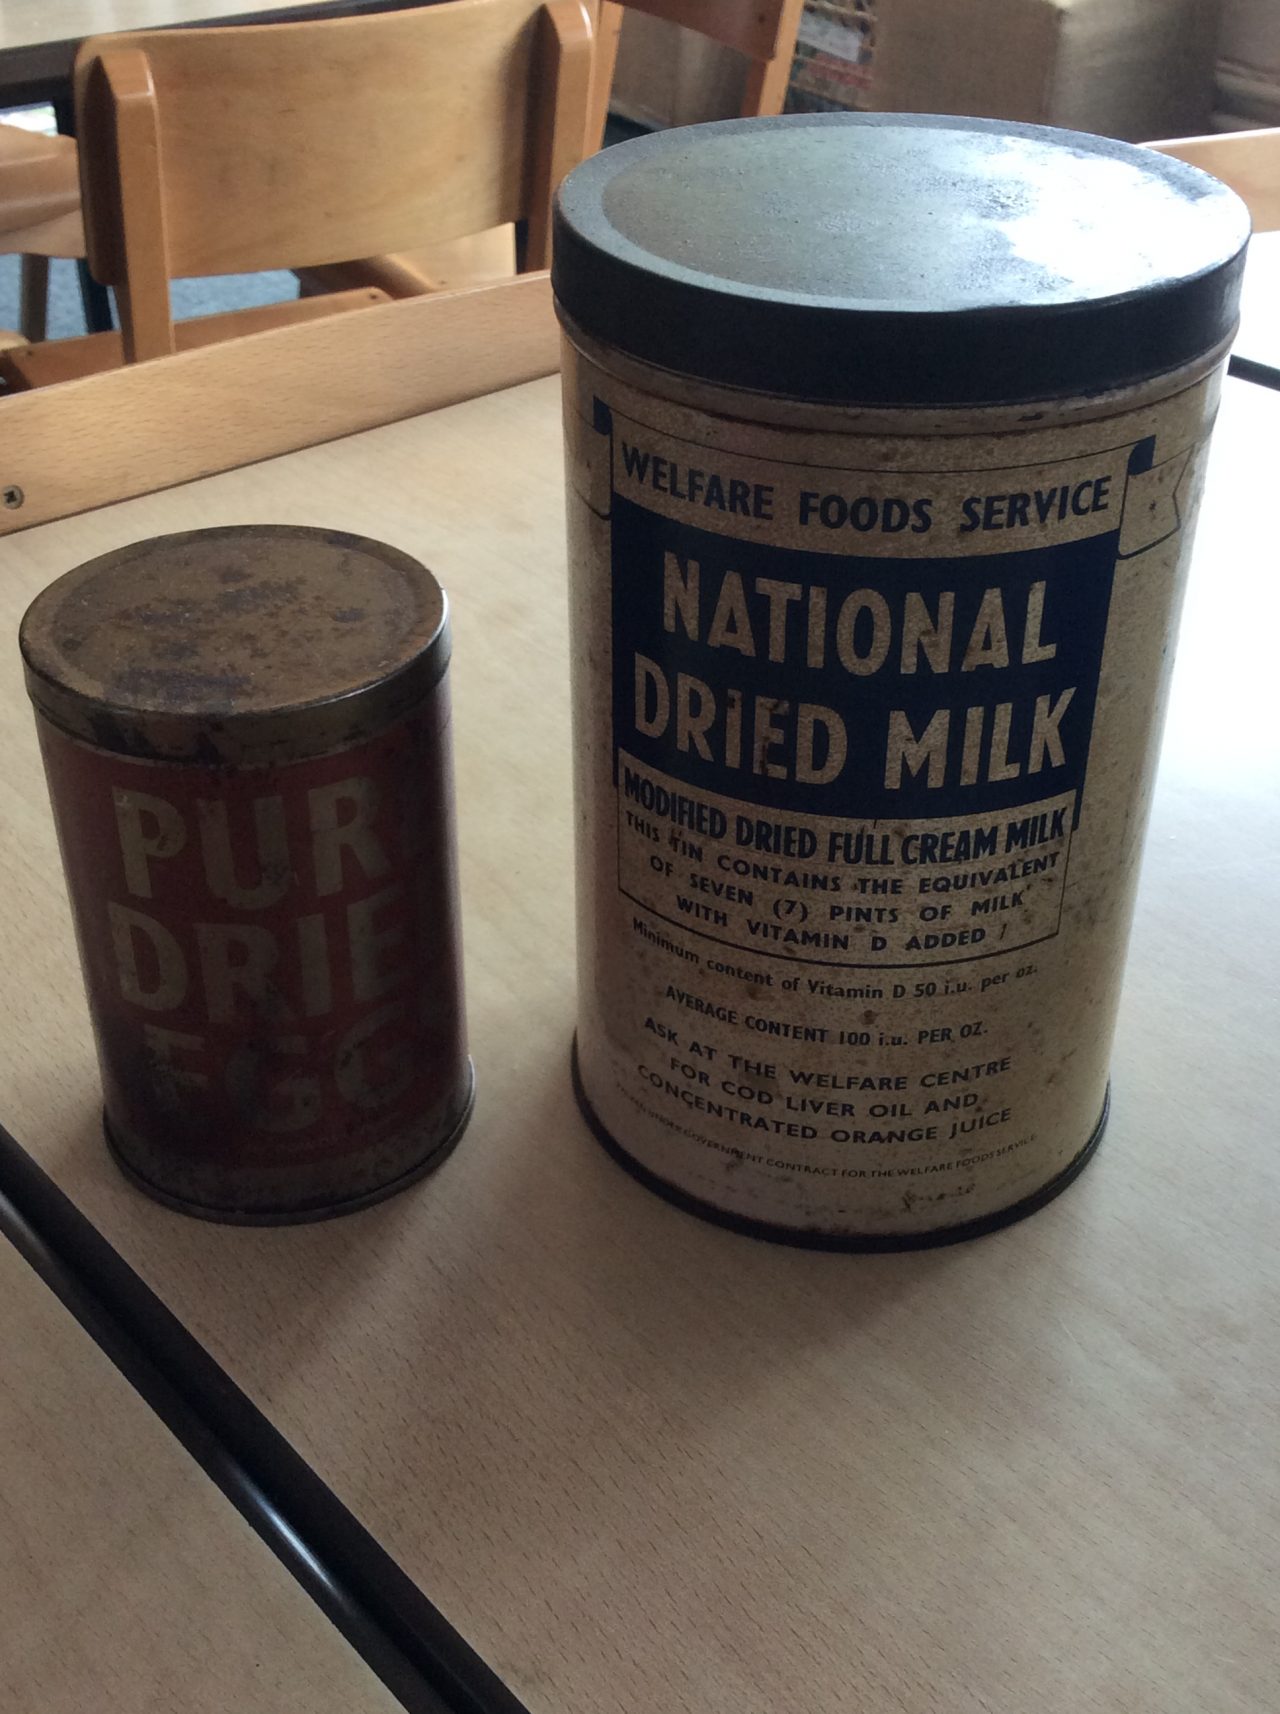 PUR
DRIE
EGG
WELFARE FOODS SERVICE
NATIONAL
DRIED MILK
MODIFIED DRIED FULL CREAM MILK
THIS TIN CONTAINS THE EQUIVALENT
OF SEVEN (7) PINTS OF MILK
WITH VITAMIN D ADDED
Minimum content of Vitamin D 50 i.u. per oz.
AVERAGE CONTENT 100 i.u. PER OZ.
ASK AT THE WELFARE CENTRE
FOR COD LIVER OIL AND
CONCENTRATED ORANGE JUICE
UNDER GOVERNMENT CONTRACT FOR THE WELFARE FOODS SERVICE